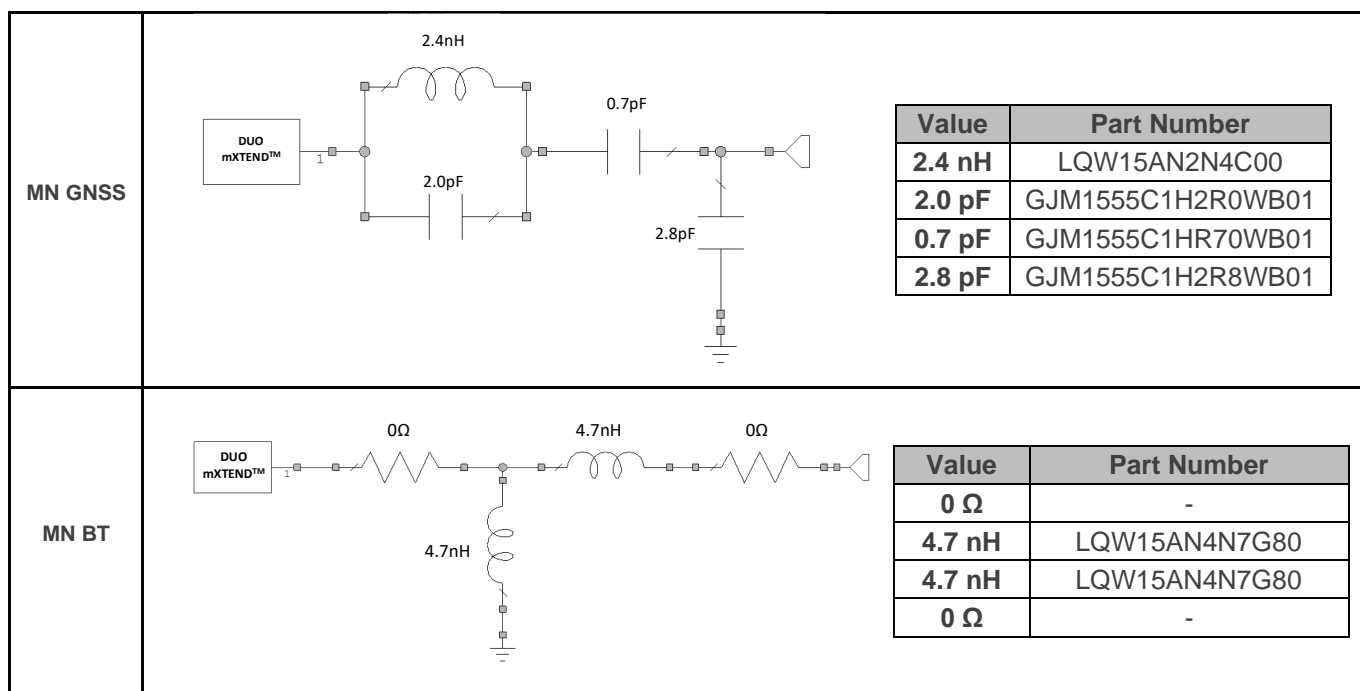 MN GNSS
2.4nH
DUO
mXTEND™
1
2.0pF
0.7pF
2.8pF
Value Part Number
2.4 nH LQW15AN2N4C00
2.0 pF GJM1555C1H2R0WB01
0.7 pF GJM1555C1HR70WB01
2.8 pF GJM1555C1H2R8WB01
MN BT
DUO
mXTEND™
1
0Ω
4.7nH
0Ω
4.7nH
Value Part Number
0 Ω -
4.7 nH LQW15AN4N7G80
4.7 nH LQW15AN4N7G80
0 Ω -